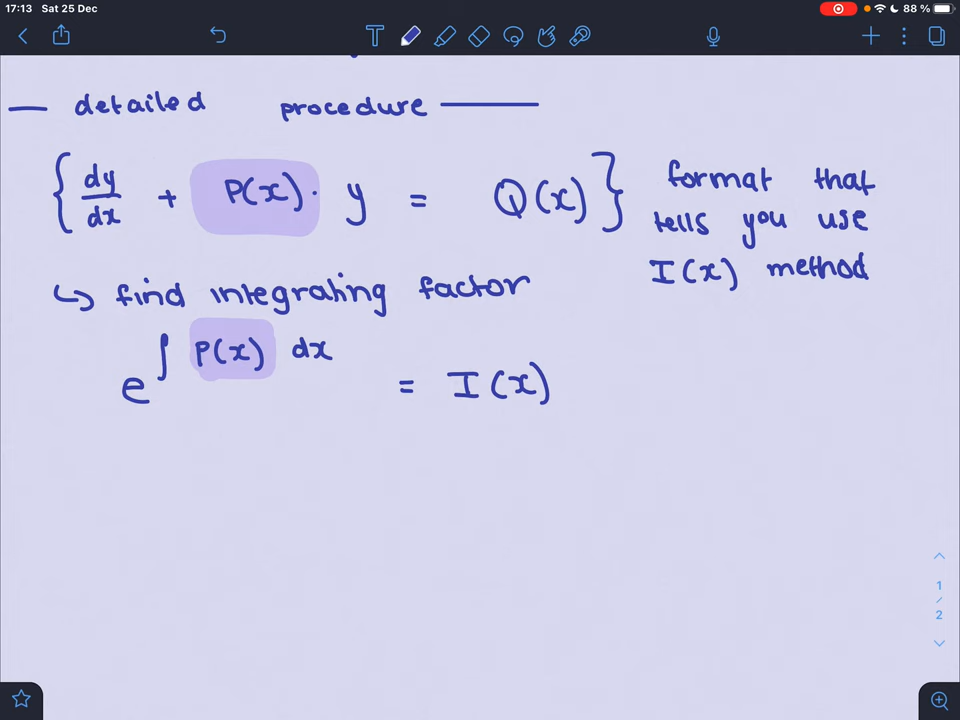 17:13 Sat 25 Dec
88 %
— detailed procedure —
{dy/dx + P(x) · y = Q(x)}
format that
tells you use
I(x) method
↳ find integrating factor
e^∫ P(x) dx = I(x)
1
/
2